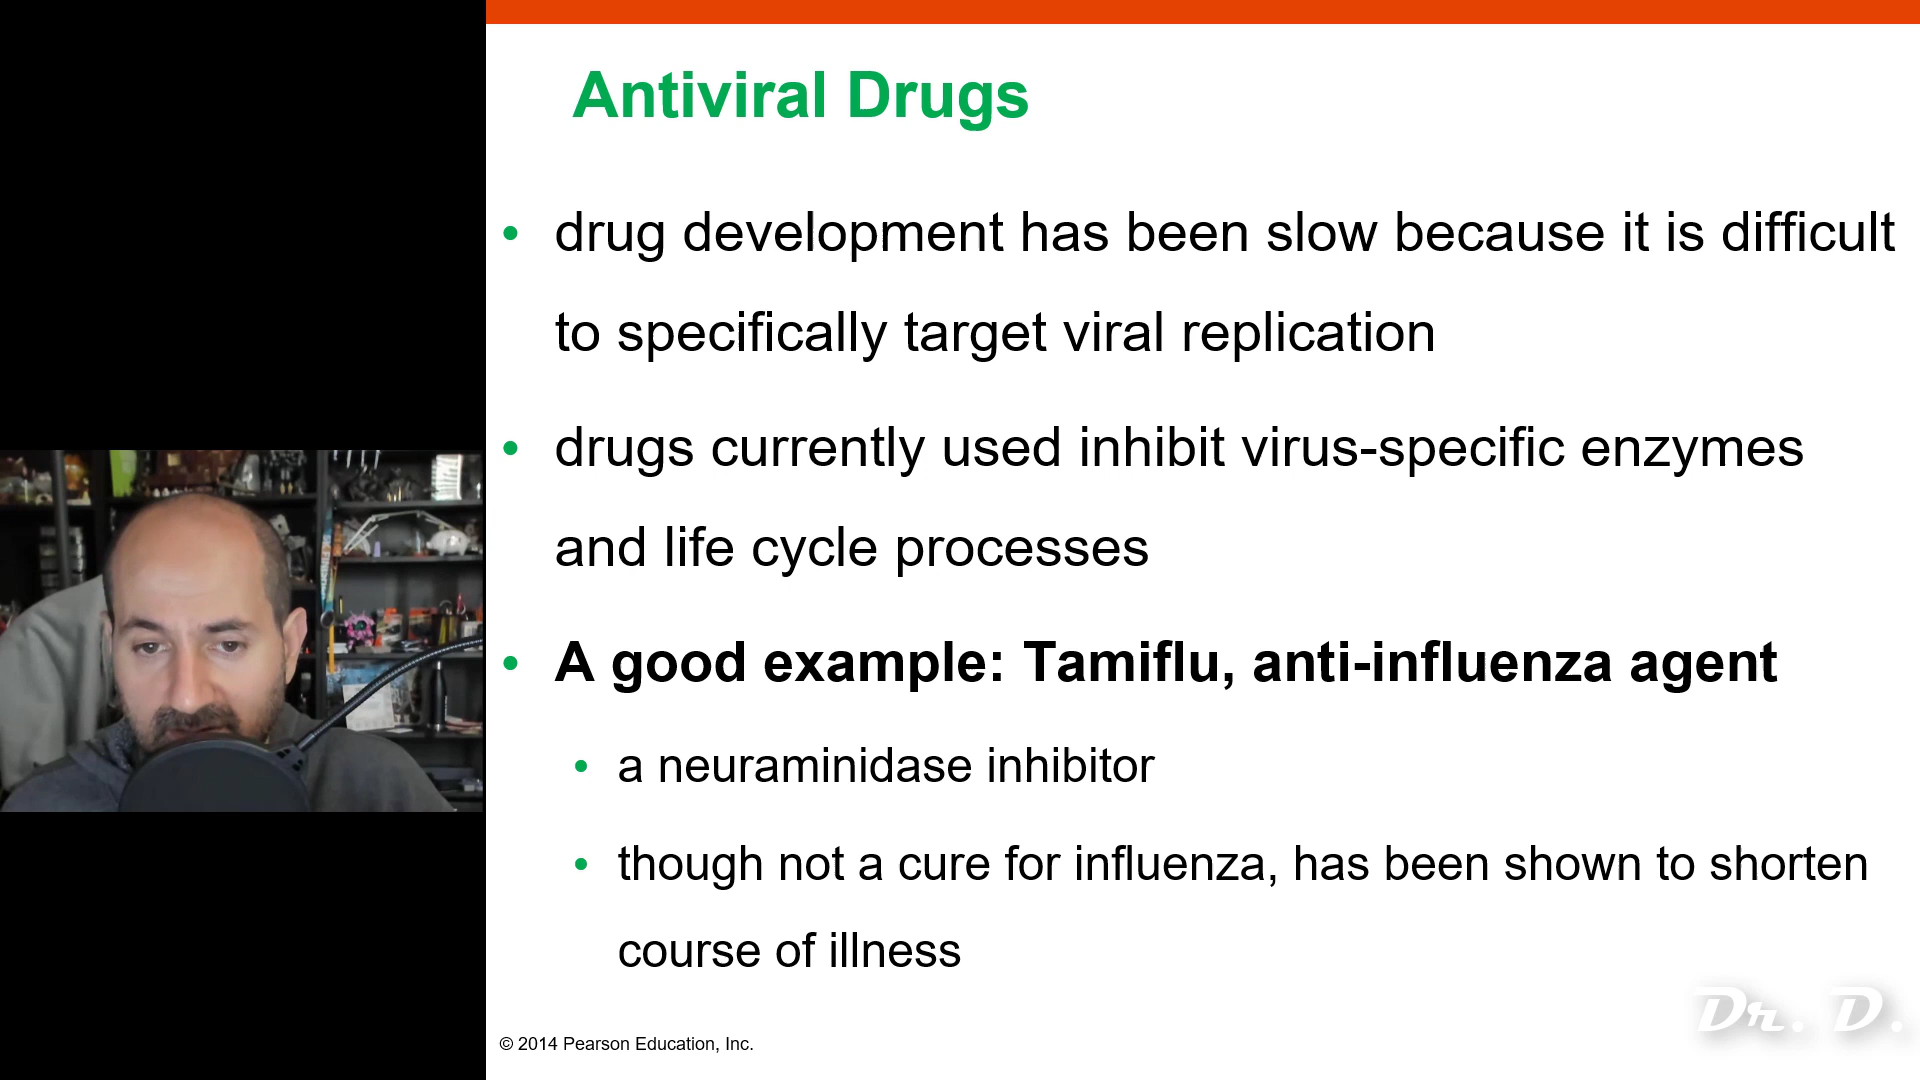 Antiviral Drugs
• drug development has been slow because it is difficult
to specifically target viral replication
• drugs currently used inhibit virus-specific enzymes
and life cycle processes
• A good example: Tamiflu, anti-influenza agent
• a neuraminidase inhibitor
• though not a cure for influenza, has been shown to shorten
course of illness
© 2014 Pearson Education, Inc.
Dr. D.